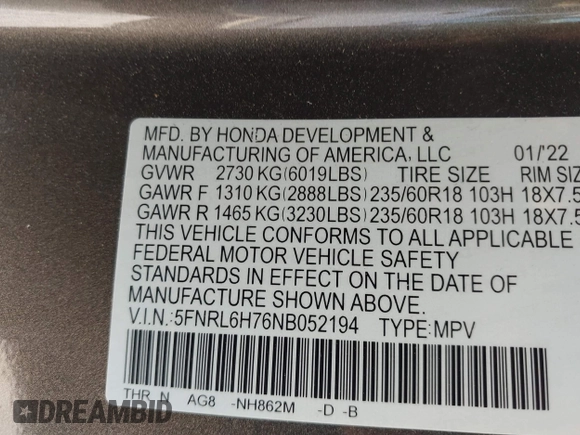 MFD. BY HONDA DEVELOPMENT &
MANUFACTURING OF AMERICA, LLC 01/'22
GVWR 2730 KG(6019LBS) TIRE SIZE RIM SIZ
GAWR F 1310 KG(2888LBS)235/60R18 103H 18X7.5
GAWR R 1465 KG(3230LBS)235/60R18 103H 18X7.5
THIS VEHICLE CONFORMS TO ALL APPLICABLE
FEDERAL MOTOR VEHICLE SAFETY
STANDARDS IN EFFECT ON THE DATE OF
MANUFACTURE SHOWN ABOVE.
V.I.N.:5FNRL6H76NB052194 TYPE:MPV
THR N AG8 -NH862M -D -B
DREAMBID